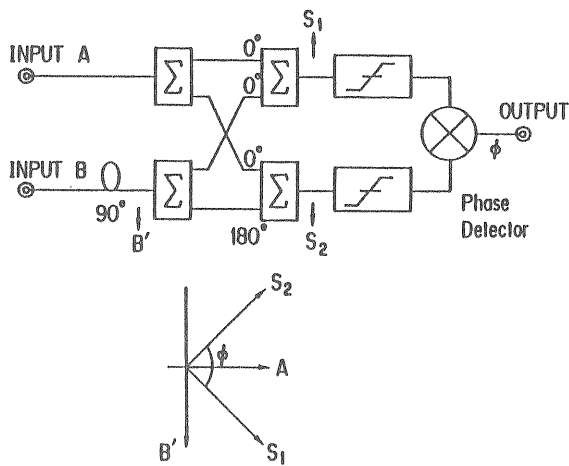 S₁
INPUT A
0°
Σ
Σ
0°
OUTPUT
INPUT B
0°
φ
90°
Σ
Σ
Phase
Detector
B′
180°
S₂
S₂
φ
A
B′
S₁